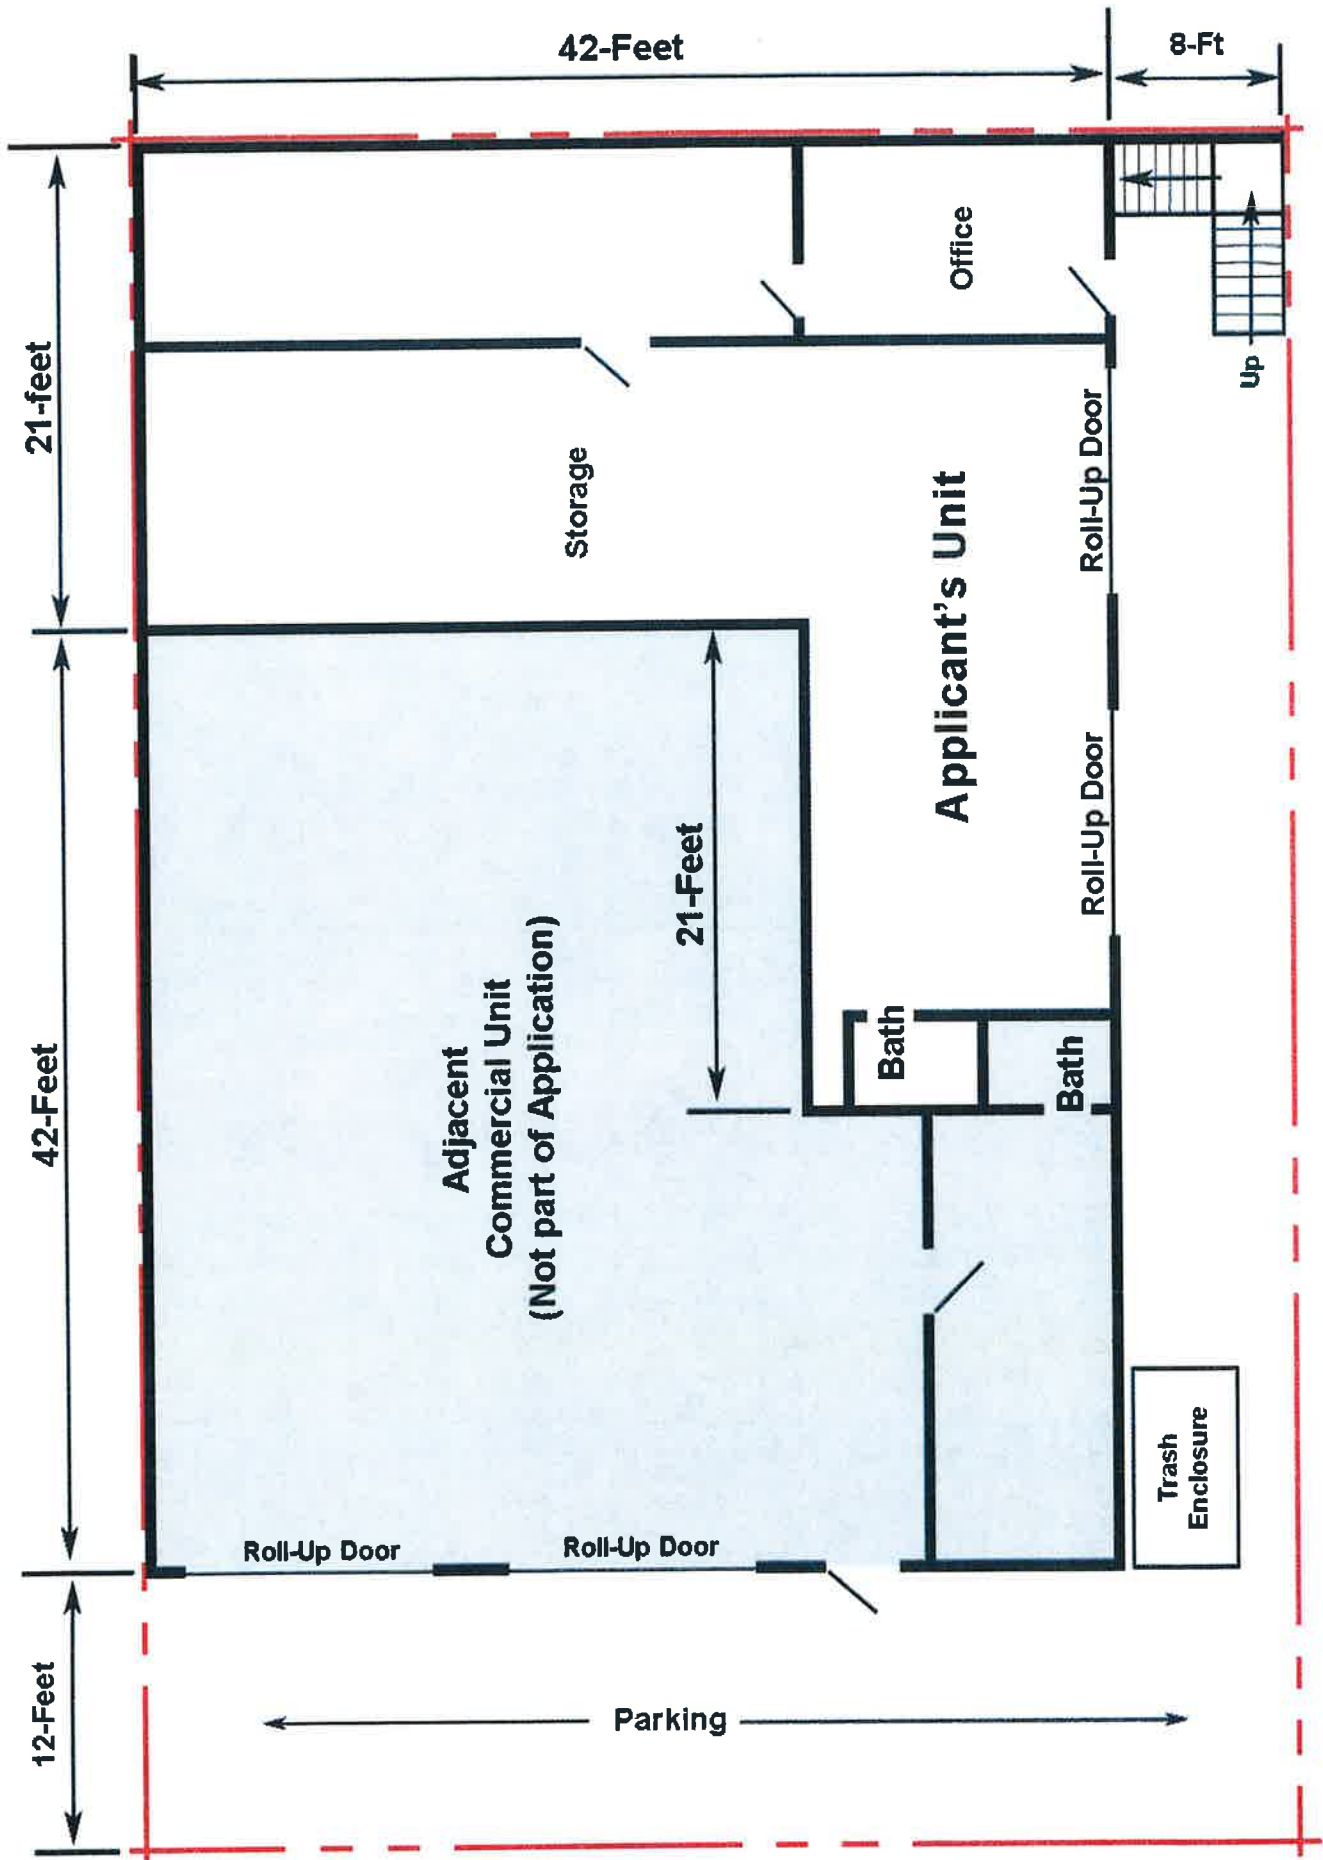 42-Feet
8-Ft
21-feet
Office
Up
Storage
Roll-Up Door
Applicant's Unit
Roll-Up Door
21-Feet
42-Feet
Adjacent
Commercial Unit
(Not part of Application)
Bath
Bath
Trash
Enclosure
Roll-Up Door
Roll-Up Door
12-Feet
Parking